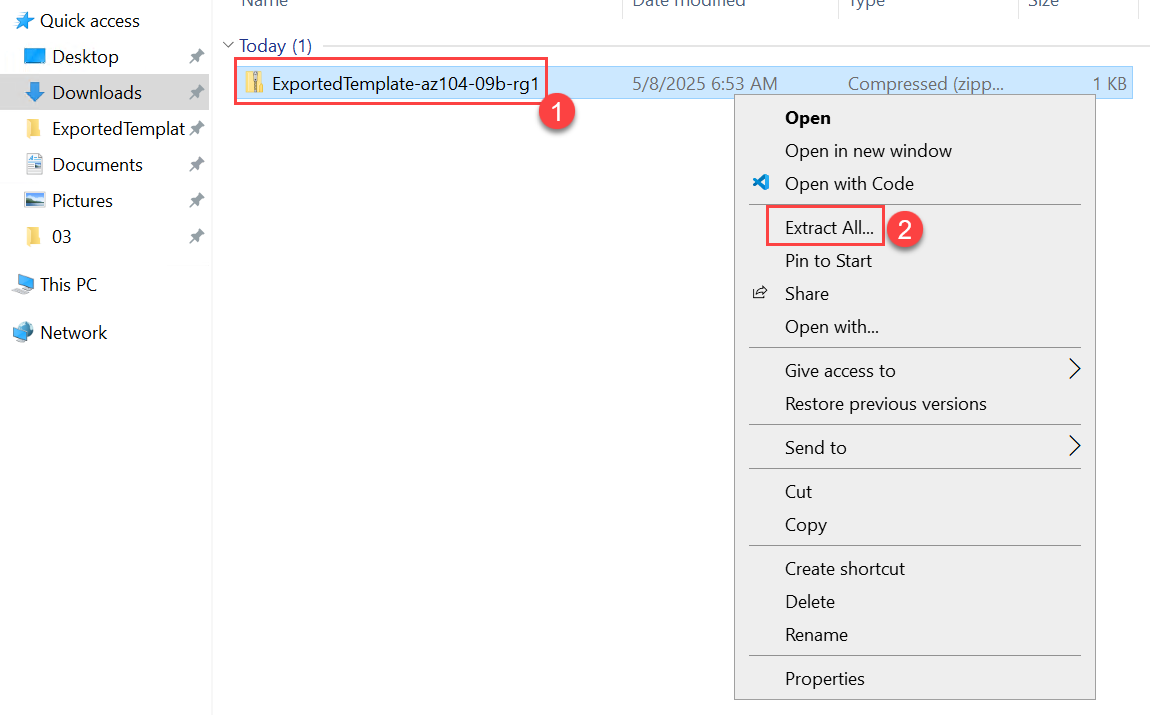 Quick access
Desktop
Downloads
ExportedTemplat
Documents
Pictures
03
This PC
Network
Name Date modified Type Size
Today (1)
ExportedTemplate-az104-09b-rg1 5/8/2025 6:53 AM Compressed (zipp... 1 KB
1
Open
Open in new window
Open with Code
Extract All...
2
Pin to Start
Share
Open with...
Give access to
Restore previous versions
Send to
Cut
Copy
Create shortcut
Delete
Rename
Properties